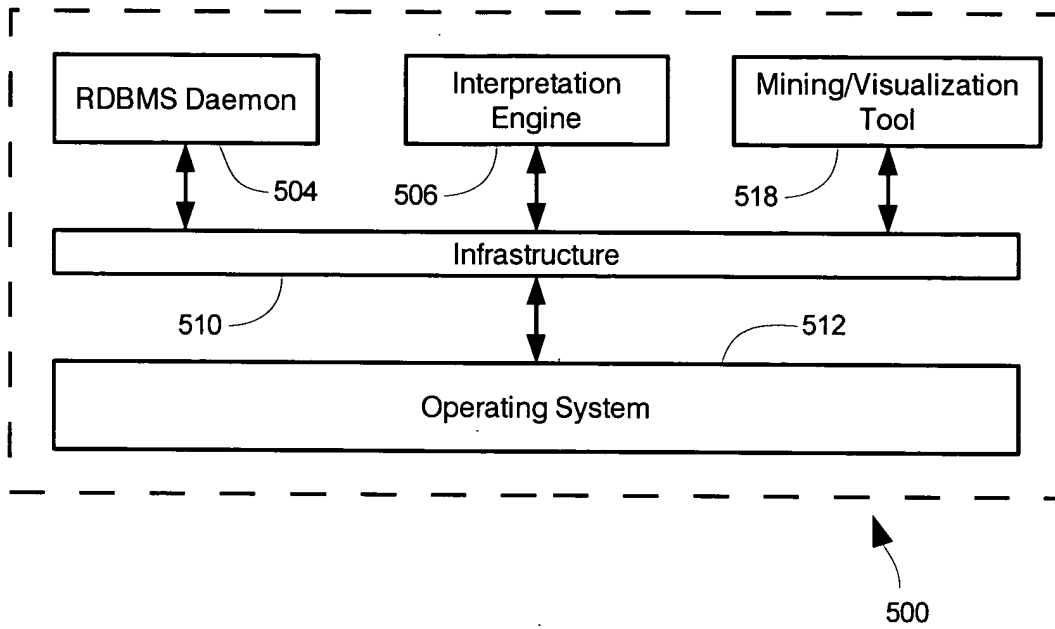 RDBMS Daemon
Interpretation
Engine
Mining/Visualization
Tool
504
506
518
Infrastructure
510
512
Operating System
500